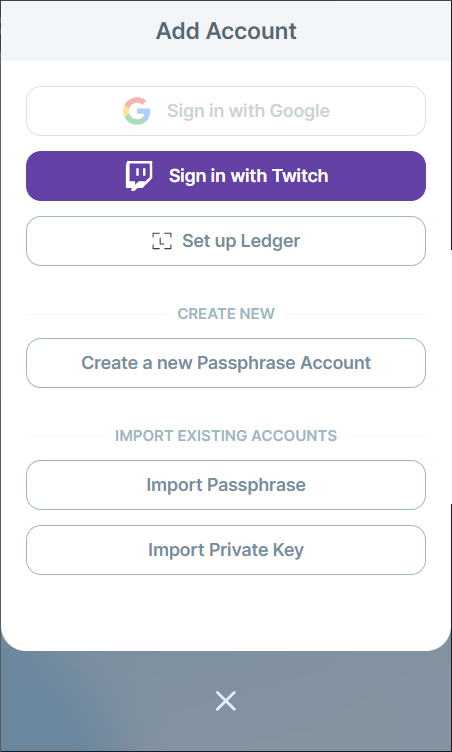 Add Account
Sign in with Google
Sign in with Twitch
Set up Ledger
CREATE NEW
Create a new Passphrase Account
IMPORT EXISTING ACCOUNTS
Import Passphrase
Import Private Key